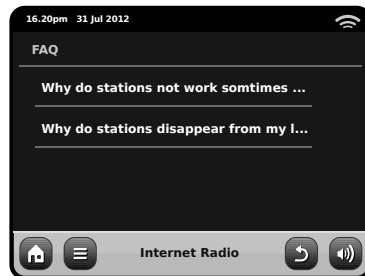 16.20pm 31 Jul 2012
FAQ
Why do stations not work somtimes ...
Why do stations disappear from my l...
Internet Radio